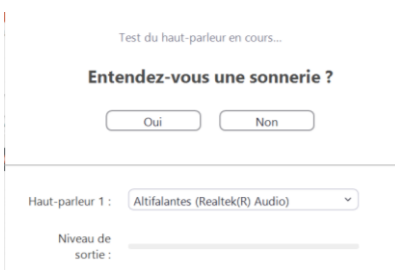 Test du haut-parleur en cours...
Entendez-vous une sonnerie ?
Oui Non
Haut-parleur 1 : Altifalantes (Realtek(R) Audio)
Niveau de
sortie :